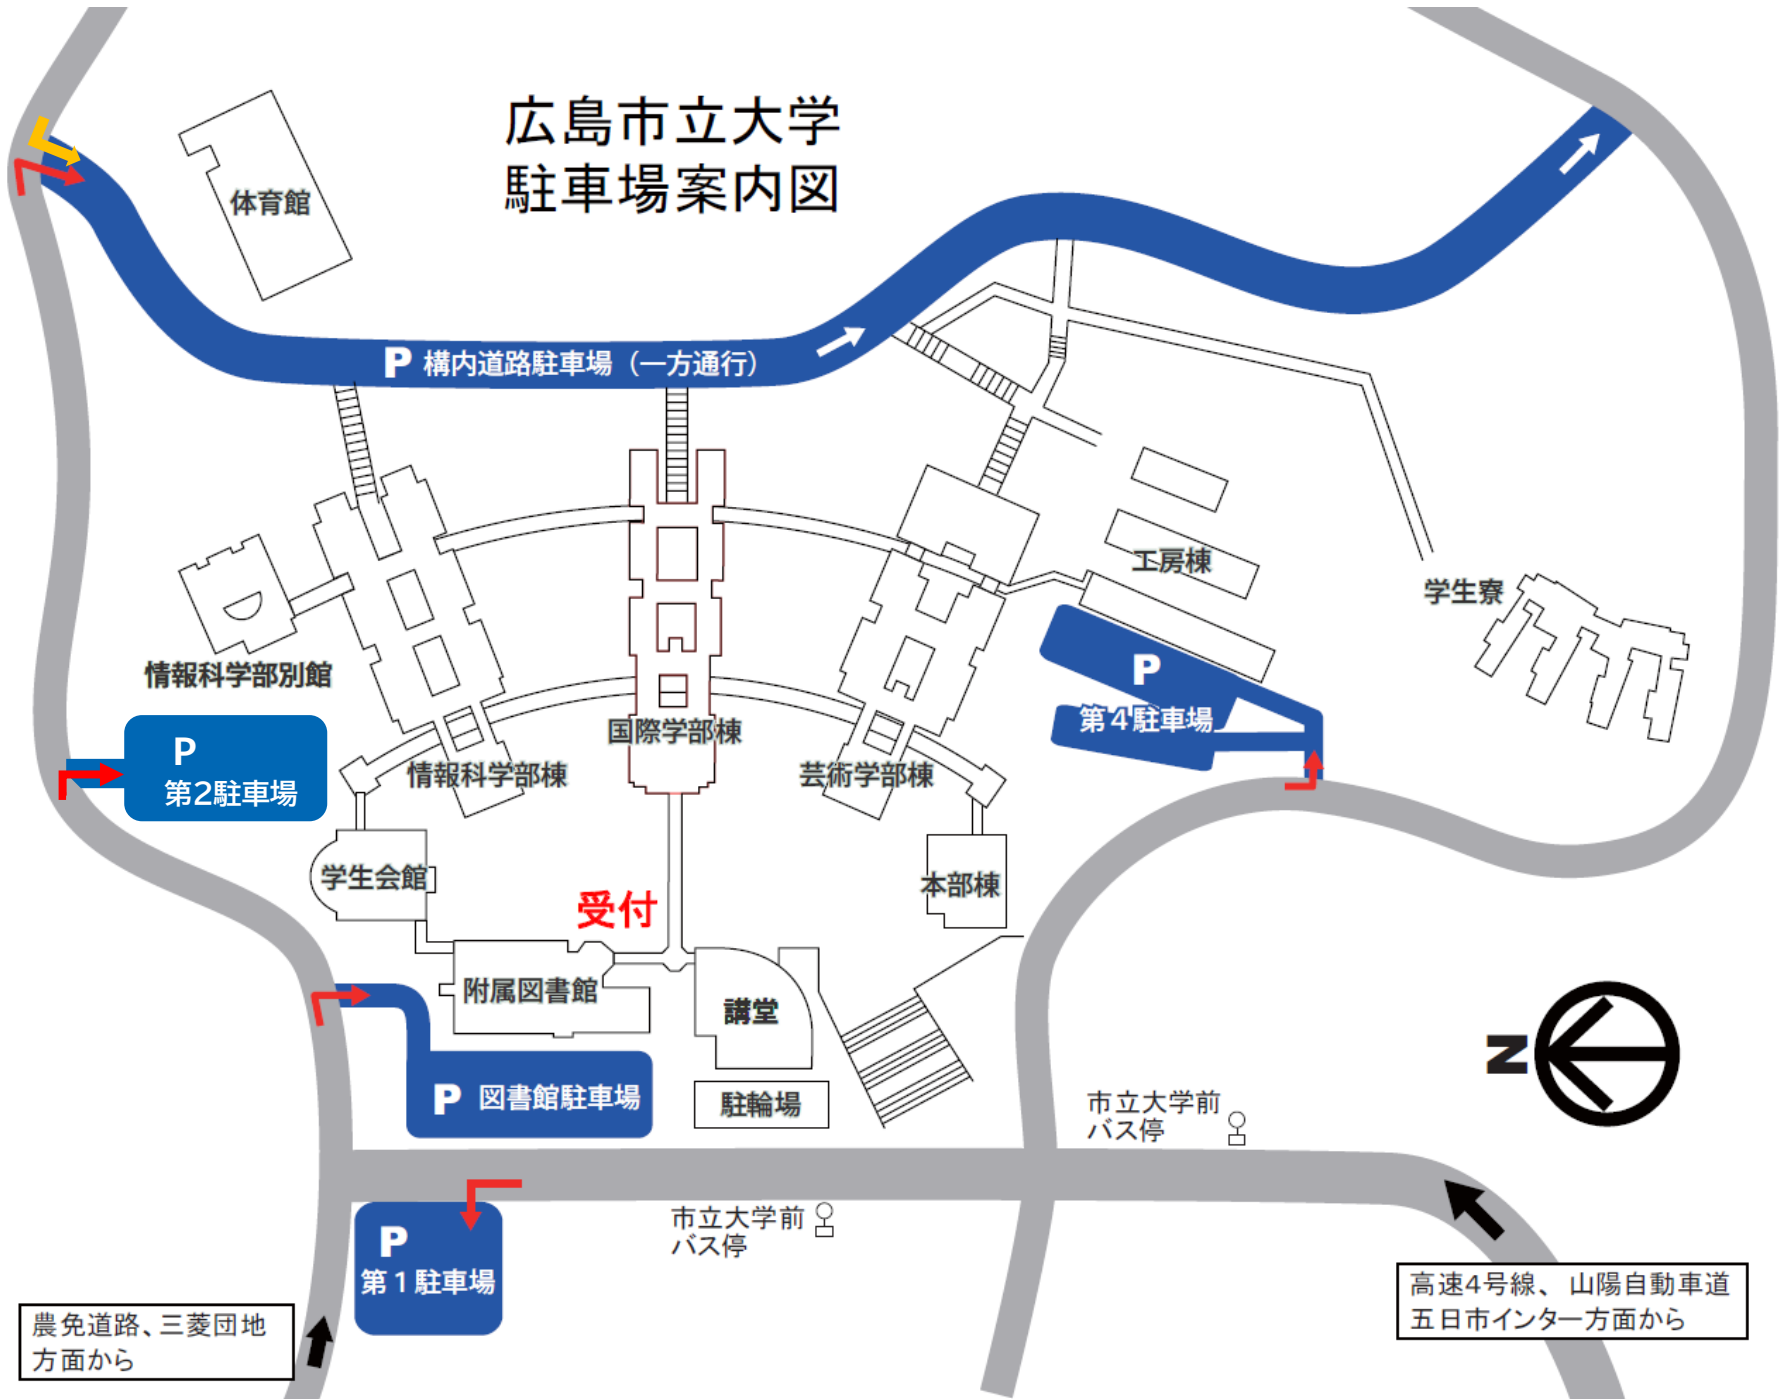 広島市立大学
駐車場案内図
体育館
P 構内道路駐車場（一方通行）
工房棟
学生寮
情報科学部別館
P
第４駐車場
国際学部棟
P
第2駐車場
情報科学部棟
芸術学部棟
学生会館
本部棟
受付
附属図書館
講堂
N
P 図書館駐車場
駐輪場
市立大学前
バス停
市立大学前
バス停
P
第１駐車場
高速4号線、山陽自動車道
五日市インター方面から
農免道路、三菱団地
方面から